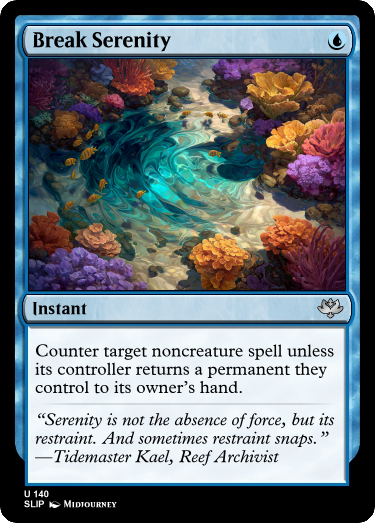 Break Serenity
Instant
Counter target noncreature spell unless
its controller returns a permanent they
control to its owner's hand.
“Serenity is not the absence of force, but its
restraint. And sometimes restraint snaps.”
—Tidemaster Kael, Reef Archivist
U 140
SLIP Midjourney